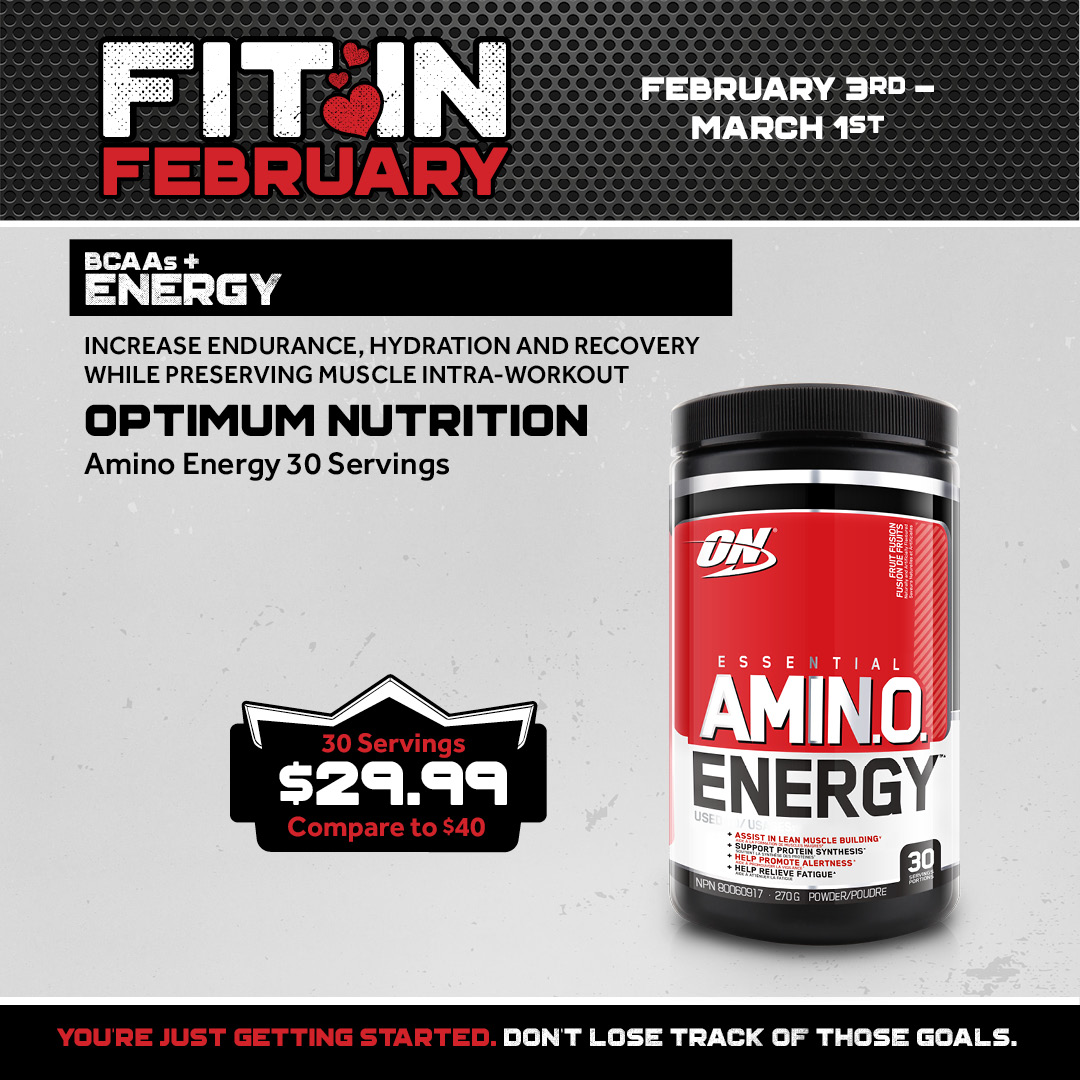 FIT IN
FEBRUARY
FEBRUARY 3RD –
MARCH 1ST
BCAAs +
ENERGY
INCREASE ENDURANCE, HYDRATION AND RECOVERY
WHILE PRESERVING MUSCLE INTRA-WORKOUT
OPTIMUM NUTRITION
Amino Energy 30 Servings
30 Servings
$29.99
Compare to $40
ON
FRUIT FUSION
FUSION DE FRUITS
ESSENTIAL
AMIN.O.
ENERGY™
+ ASSIST IN LEAN MUSCLE BUILDING*
+ SUPPORT PROTEIN SYNTHESIS*
+ HELP PROMOTE ALERTNESS*
+ HELP RELIEVE FATIGUE*
30
SERVINGS
PORTIONS
NPN 80060917 · 270 G POWDER/POUDRE
YOU'RE JUST GETTING STARTED. DON'T LOSE TRACK OF THOSE GOALS.